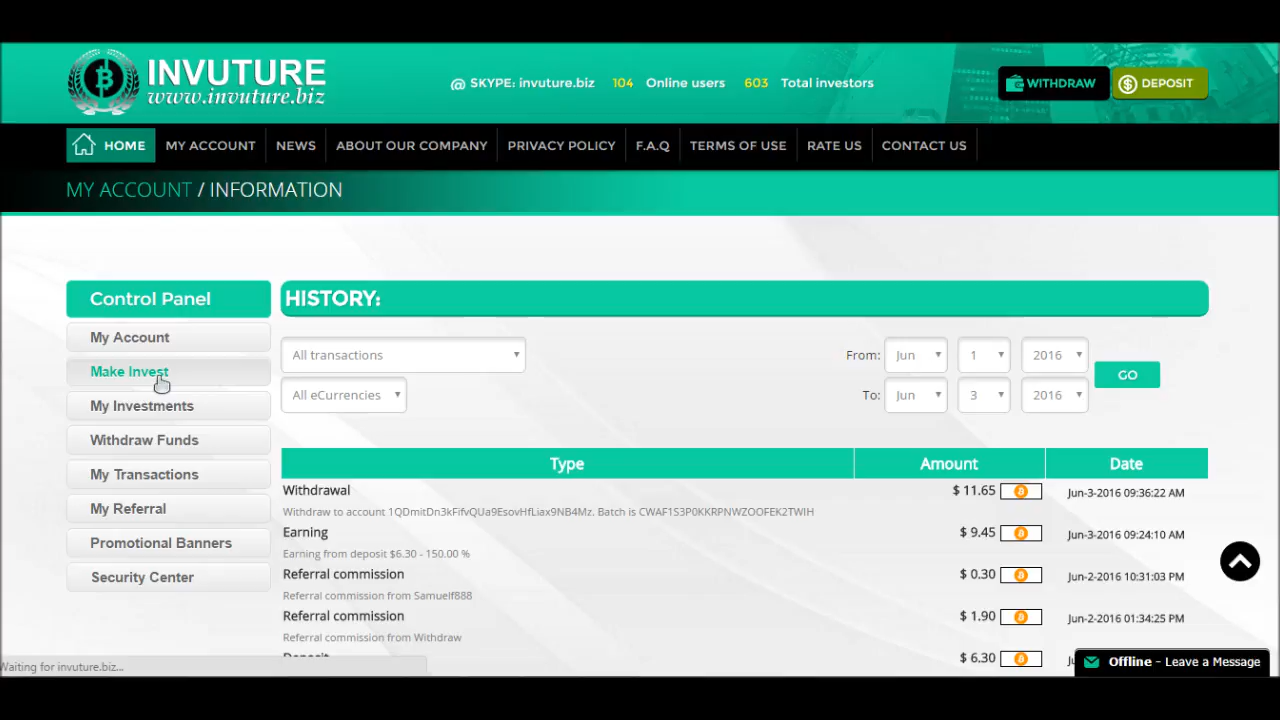 INVUTURE
www.invuture.biz
@ SKYPE: invuture.biz 104 Online users 603 Total investors
WITHDRAW
DEPOSIT
HOME MY ACCOUNT NEWS ABOUT OUR COMPANY PRIVACY POLICY F.A.Q TERMS OF USE RATE US CONTACT US
MY ACCOUNT / INFORMATION
Control Panel
My Account
Make Invest
My Investments
Withdraw Funds
My Transactions
My Referral
Promotional Banners
Security Center
HISTORY:
All transactions
All eCurrencies
From: Jun 1 2016
To: Jun 3 2016
GO
Type Amount Date
Withdrawal $ 11.65 Jun-3-2016 09:36:22 AM
Withdraw to account 1QDmitDn3kFifvQUa9EsovHfLiax9NB4Mz. Batch is CWAF1S3P0KKRPNWZOOFEK2TWIH
Earning $ 9.45 Jun-3-2016 09:24:10 AM
Earning from deposit $6.30 - 150.00 %
Referral commission $ 0.30 Jun-2-2016 10:31:03 PM
Referral commission from Samuelf888
Referral commission $ 1.90 Jun-2-2016 01:34:25 PM
Referral commission from Withdraw
Deposit $ 6.30
Waiting for invuture.biz...
Offline - Leave a Message